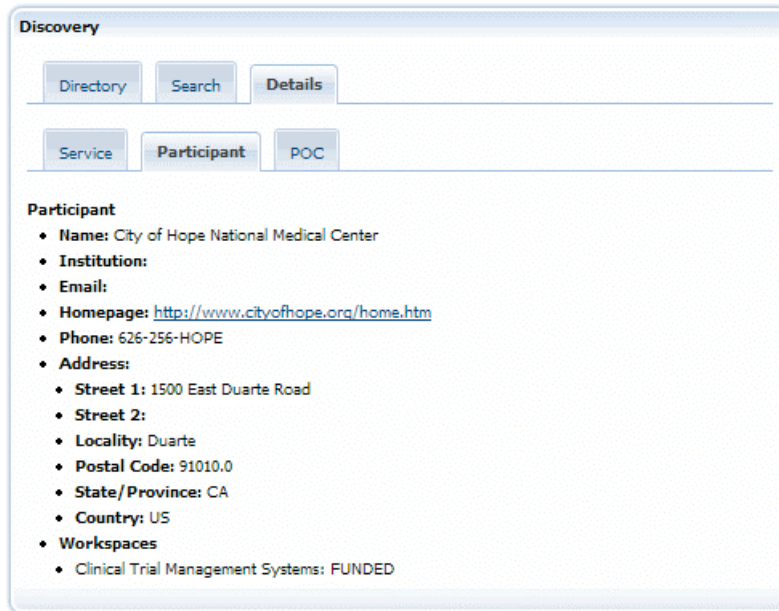 Discovery
Directory Search Details
Service Participant POC
Participant
• Name: City of Hope National Medical Center
• Institution:
• Email:
• Homepage: http://www.cityofhope.org/home.htm
• Phone: 626-256-HOPE
• Address:
• Street 1: 1500 East Duarte Road
• Street 2:
• Locality: Duarte
• Postal Code: 91010.0
• State/Province: CA
• Country: US
• Workspaces
• Clinical Trial Management Systems: FUNDED